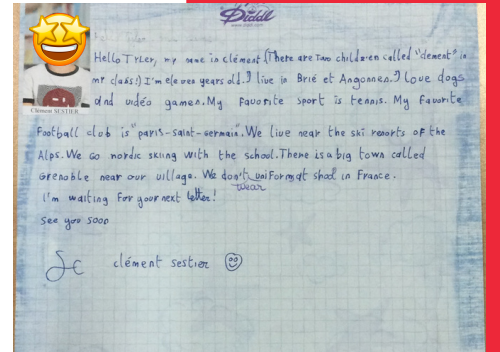 Diddl
Hello Tyler, my name in clément (There are two children called "clement" in
my class!) I'm eleven years old. I live in Brié et Angonnes. I love dogs
and vidéo games. My favorite sport is tennis. My favorite
Clément SESTIER
football club is "paris-saint-germain". We live near the ski resorts of the
Alps. We go nordic skiing with the school. There is a big town called
Grenoble near our village. We don't uniform at shool in France.
wear
I'm waiting for your next letter!
see you soon
clément sestier